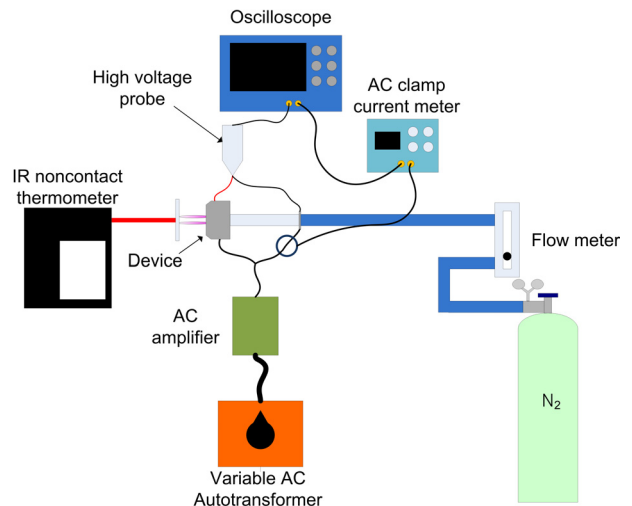 Oscilloscope
High voltage
probe
AC clamp
current meter
IR noncontact
thermometer
Device
Flow meter
AC
amplifier
N₂
Variable AC
Autotransformer